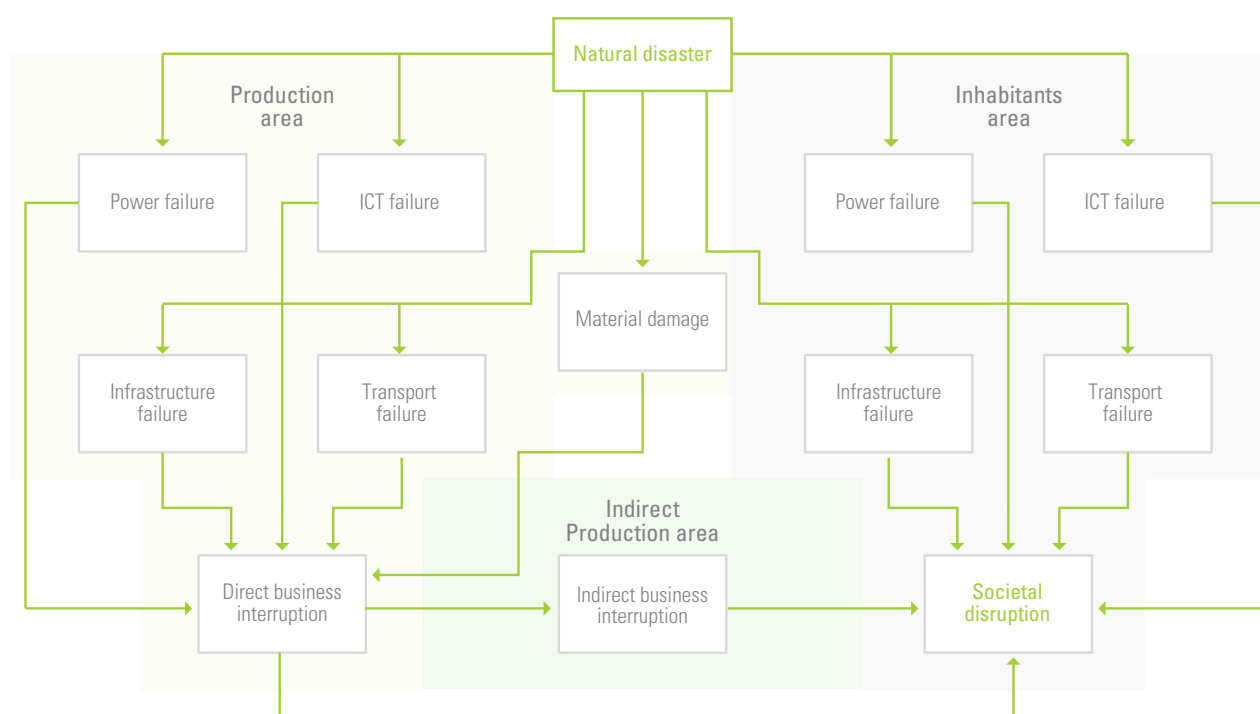 Natural disaster
Production
area
Inhabitants
area
Power failure
ICT failure
Power failure
ICT failure
Material damage
Infrastructure
failure
Transport
failure
Infrastructure
failure
Transport
failure
Indirect
Production area
Direct business
interruption
Indirect business
interruption
Societal
disruption